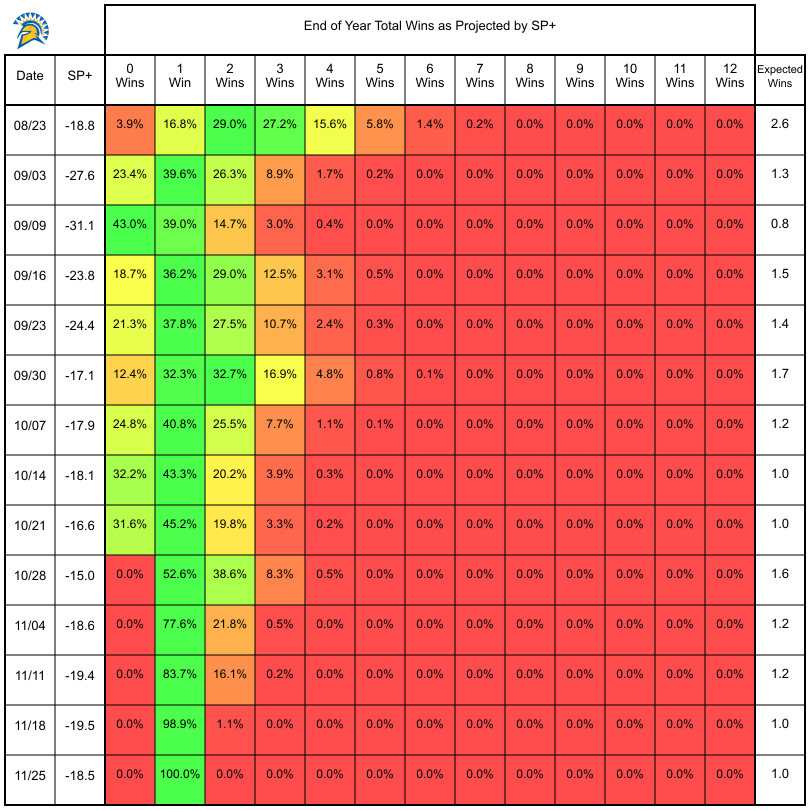 End of Year Total Wins as Projected by SP+
Date SP+ 0 Wins 1 Win 2 Wins 3 Wins 4 Wins 5 Wins 6 Wins 7 Wins 8 Wins 9 Wins 10 Wins 11 Wins 12 Wins Expected Wins
08/23 -18.8 3.9% 16.8% 29.0% 27.2% 15.6% 5.8% 1.4% 0.2% 0.0% 0.0% 0.0% 0.0% 0.0% 2.6
09/03 -27.6 23.4% 39.6% 26.3% 8.9% 1.7% 0.2% 0.0% 0.0% 0.0% 0.0% 0.0% 0.0% 0.0% 1.3
09/09 -31.1 43.0% 39.0% 14.7% 3.0% 0.4% 0.0% 0.0% 0.0% 0.0% 0.0% 0.0% 0.0% 0.0% 0.8
09/16 -23.8 18.7% 36.2% 29.0% 12.5% 3.1% 0.5% 0.0% 0.0% 0.0% 0.0% 0.0% 0.0% 0.0% 1.5
09/23 -24.4 21.3% 37.8% 27.5% 10.7% 2.4% 0.3% 0.0% 0.0% 0.0% 0.0% 0.0% 0.0% 0.0% 1.4
09/30 -17.1 12.4% 32.3% 32.7% 16.9% 4.8% 0.8% 0.1% 0.0% 0.0% 0.0% 0.0% 0.0% 0.0% 1.7
10/07 -17.9 24.8% 40.8% 25.5% 7.7% 1.1% 0.1% 0.0% 0.0% 0.0% 0.0% 0.0% 0.0% 0.0% 1.2
10/14 -18.1 32.2% 43.3% 20.2% 3.9% 0.3% 0.0% 0.0% 0.0% 0.0% 0.0% 0.0% 0.0% 0.0% 1.0
10/21 -16.6 31.6% 45.2% 19.8% 3.3% 0.2% 0.0% 0.0% 0.0% 0.0% 0.0% 0.0% 0.0% 0.0% 1.0
10/28 -15.0 0.0% 52.6% 38.6% 8.3% 0.5% 0.0% 0.0% 0.0% 0.0% 0.0% 0.0% 0.0% 0.0% 1.6
11/04 -18.6 0.0% 77.6% 21.8% 0.5% 0.0% 0.0% 0.0% 0.0% 0.0% 0.0% 0.0% 0.0% 0.0% 1.2
11/11 -19.4 0.0% 83.7% 16.1% 0.2% 0.0% 0.0% 0.0% 0.0% 0.0% 0.0% 0.0% 0.0% 0.0% 1.2
11/18 -19.5 0.0% 98.9% 1.1% 0.0% 0.0% 0.0% 0.0% 0.0% 0.0% 0.0% 0.0% 0.0% 0.0% 1.0
11/25 -18.5 0.0% 100.0% 0.0% 0.0% 0.0% 0.0% 0.0% 0.0% 0.0% 0.0% 0.0% 0.0% 0.0% 1.0